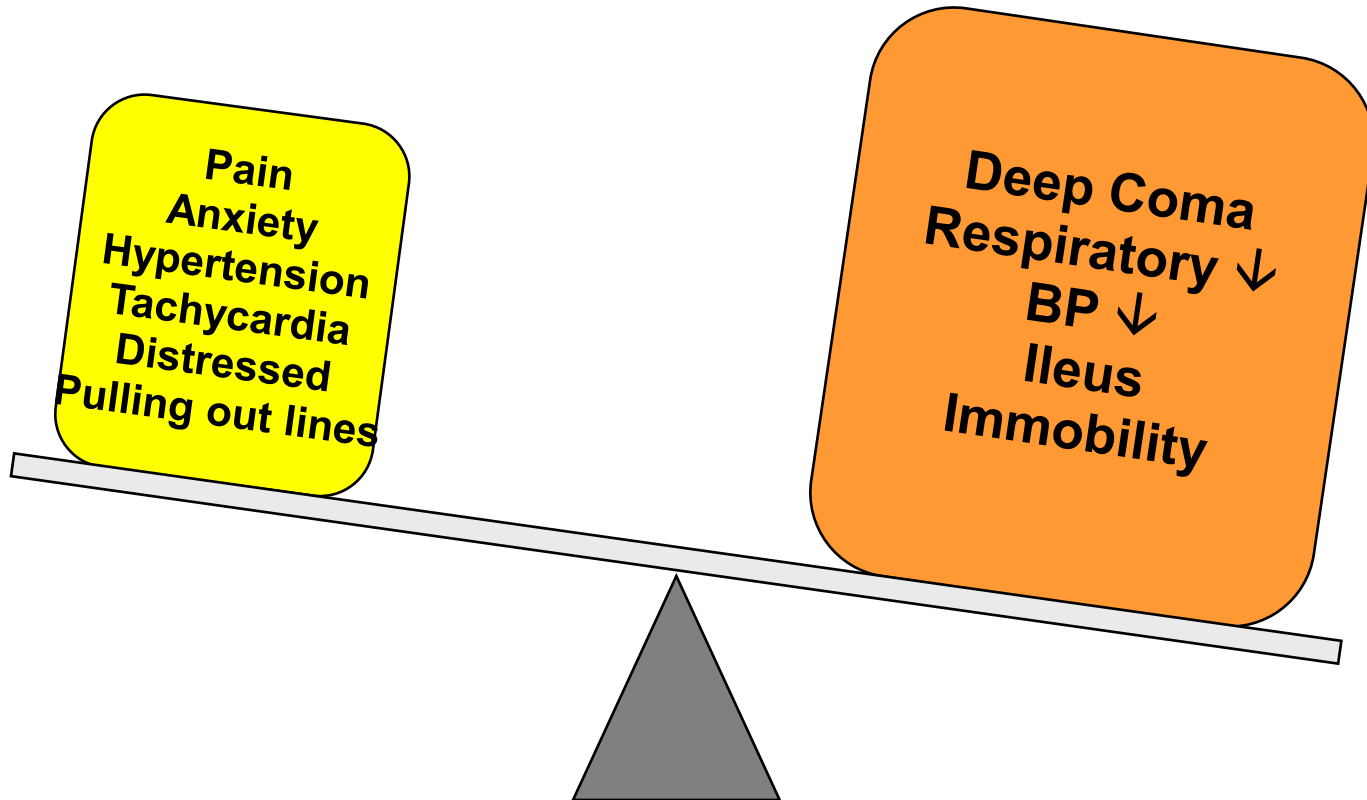 Pain
Anxiety
Hypertension
Tachycardia
Distressed
Pulling out lines
Deep Coma
Respiratory ↓
BP ↓
Ileus
Immobility